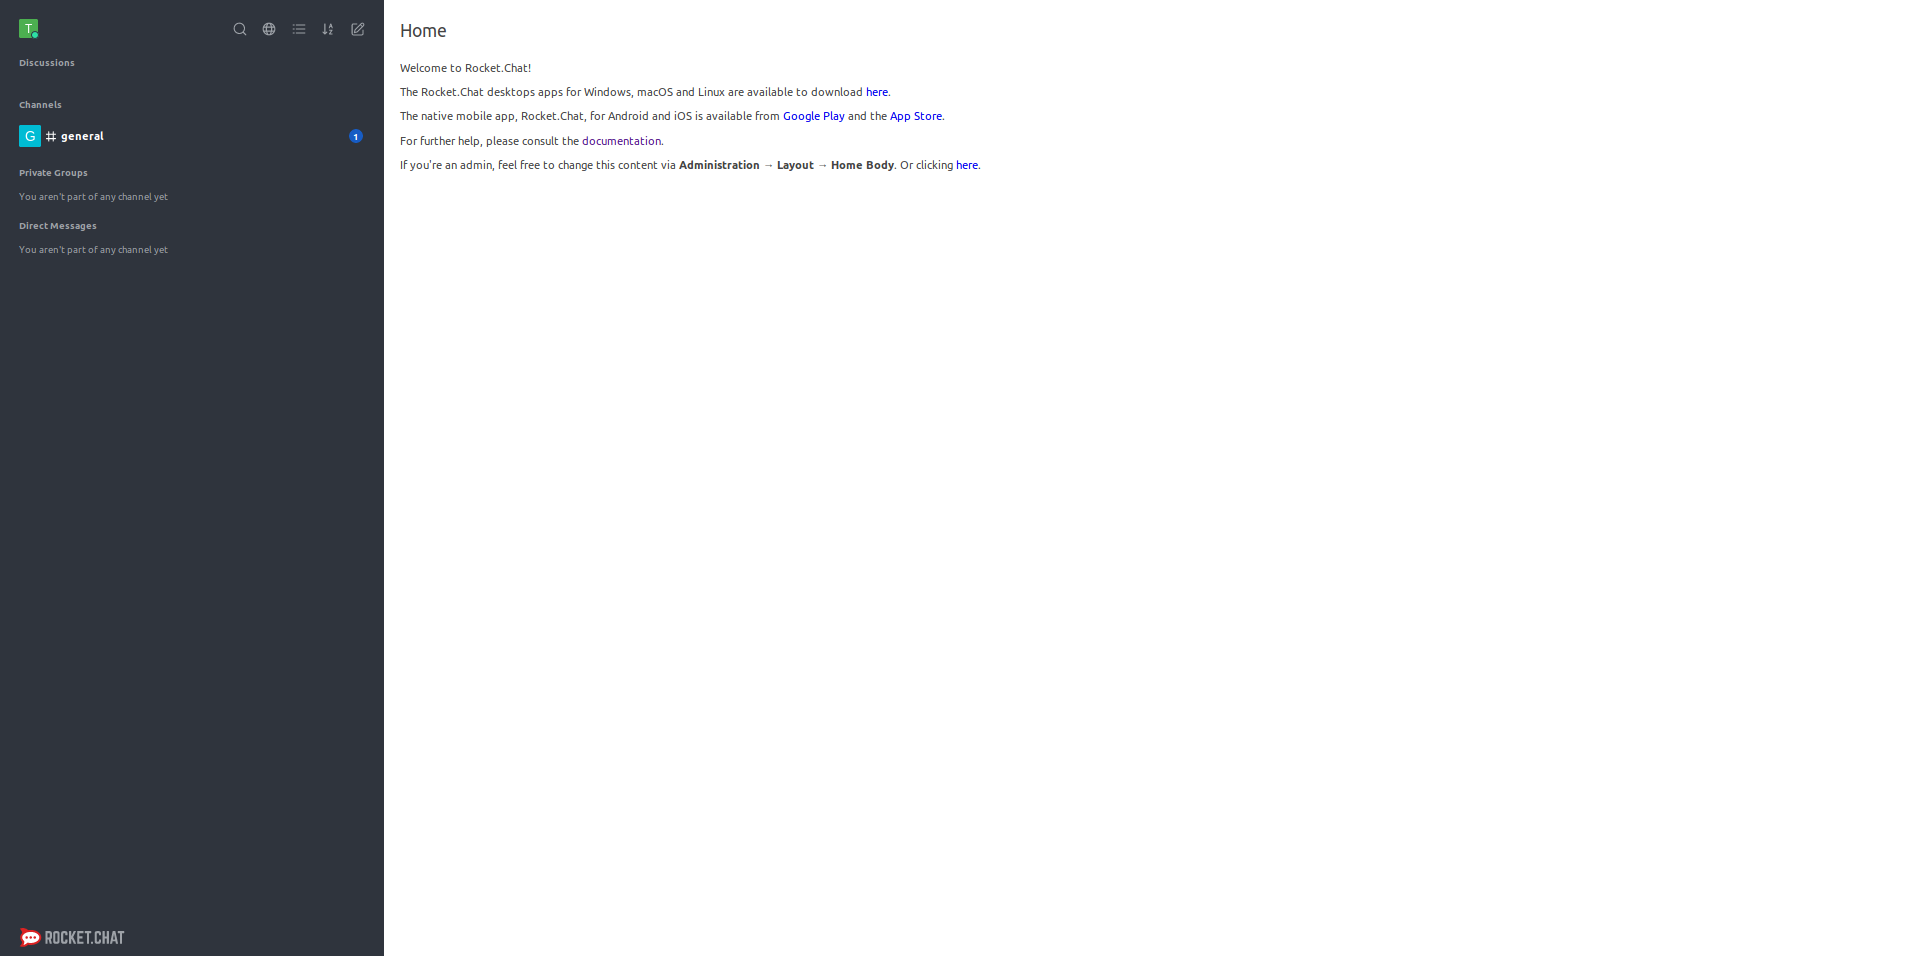 T
Discussions
Channels
G general 1
Private Groups
You aren't part of any channel yet
Direct Messages
You aren't part of any channel yet
ROCKET.CHAT
Home
Welcome to Rocket.Chat!
The Rocket.Chat desktops apps for Windows, macOS and Linux are available to download here.
The native mobile app, Rocket.Chat, for Android and iOS is available from Google Play and the App Store.
For further help, please consult the documentation.
If you're an admin, feel free to change this content via Administration → Layout → Home Body. Or clicking here.